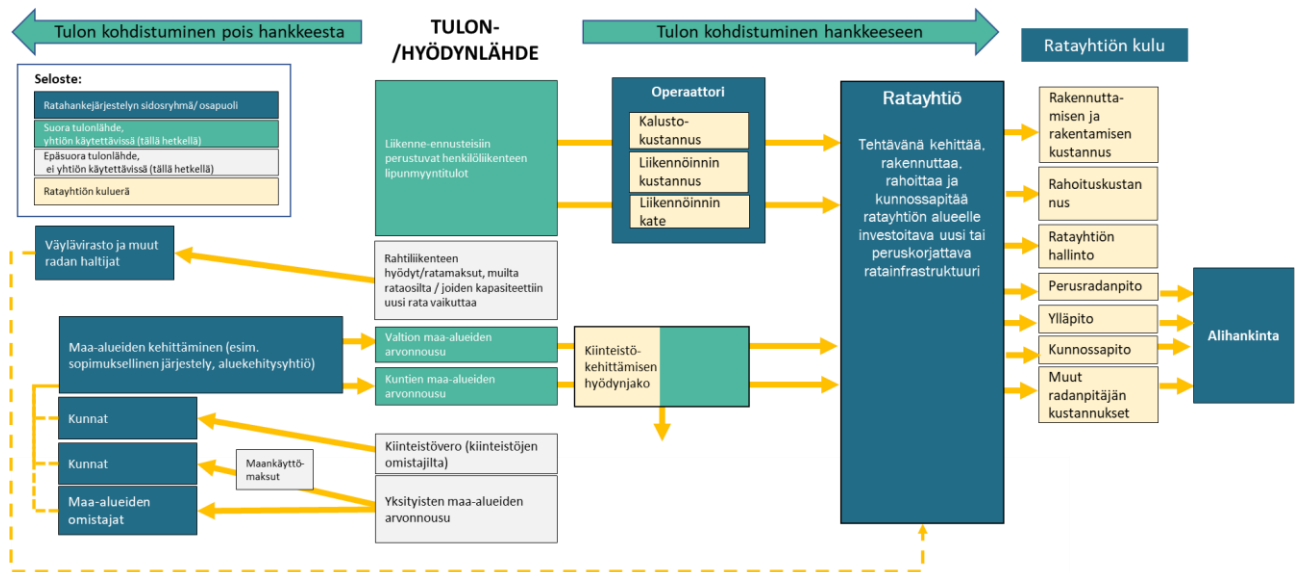 Tulon kohdistuminen pois hankkeesta
TULON-
/HYÖDYNLÄHDE
Tulon kohdistuminen hankkeeseen
Ratayhtiön kulu
Seloste:
Ratahankejärjestelyn sidosryhmä/ osapuoli
Suora tulonlähde,
yhtiön käytettävissä (tällä hetkellä)
Epäsuora tulonlähde,
ei yhtiön käytettävissä (tällä hetkellä)
Ratayhtiön kuluerä
Liikenne-ennusteisiin
perustuvat henkilöliikenteen
lipunmyyntitulot
Operaattori
Kalusto-
kustannus
Liikennöinnin
kustannus
Liikennöinnin
kate
Ratayhtiö
Tehtävänä kehittää,
rakennuttaa,
rahoittaa ja
kunnossapitää
ratayhtiön alueelle
investoitava uusi tai
peruskorjattava
ratainfrastruktuuri
Rakennutta-
misen ja
rakentamisen
kustannus
Rahoituskustan
nus
Ratayhtiön
hallinto
Perusradanpito
Ylläpito
Kunnossapito
Muut
radanpitäjän
kustannukset
Alihankinta
Väylävirasto ja muut
radan haltijat
Rahtiliikenteen
hyödyt/ratamaksut, muilta
rataosilta / joiden kapasiteettiin
uusi rata vaikuttaa
Maa-alueiden kehittäminen (esim.
sopimuksellinen järjestely, aluekehitysyhtiö)
Valtion maa-alueiden
arvonnousu
Kuntien maa-alueiden
arvonnousu
Kiinteistö-
kehittämisen
hyödynjako
Kunnat
Kiinteistövero (kiinteistöjen
omistajilta)
Kunnat
Maankäyttö-
maksut
Yksityisten maa-alueiden
arvonnousu
Maa-alueiden
omistajat